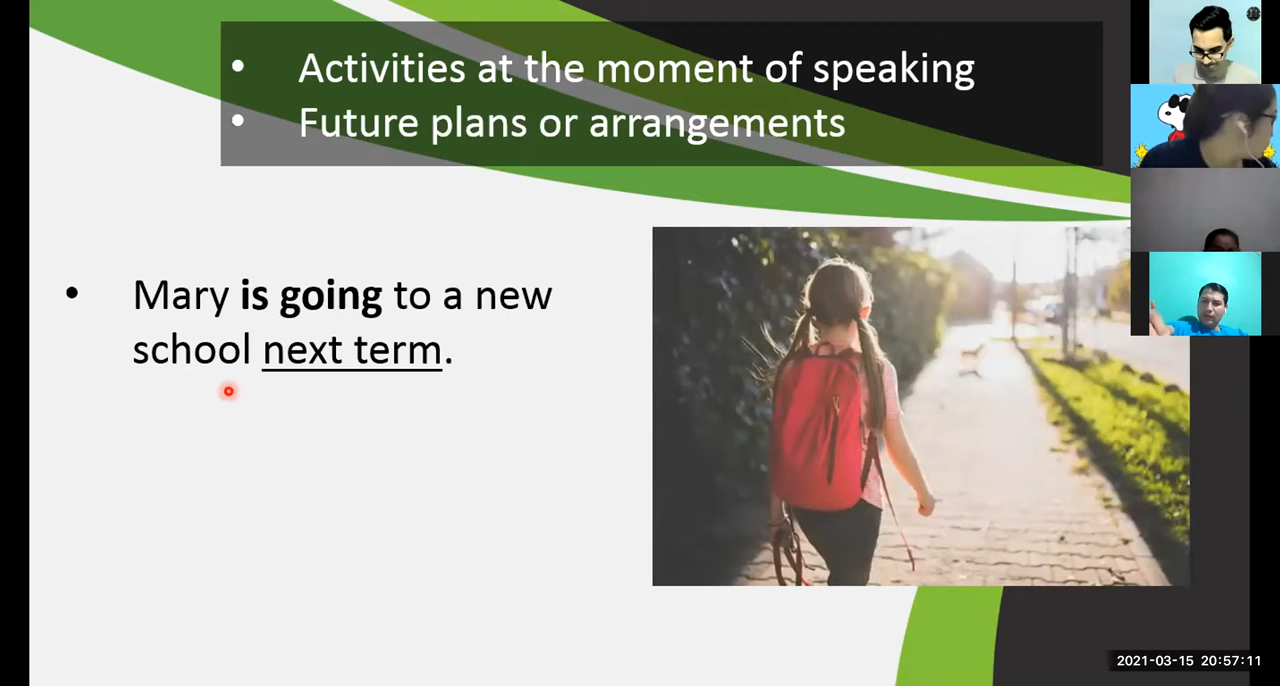 • Activities at the moment of speaking
• Future plans or arrangements
• Mary is going to a new
school next term.
2021-03-15 20:57:11